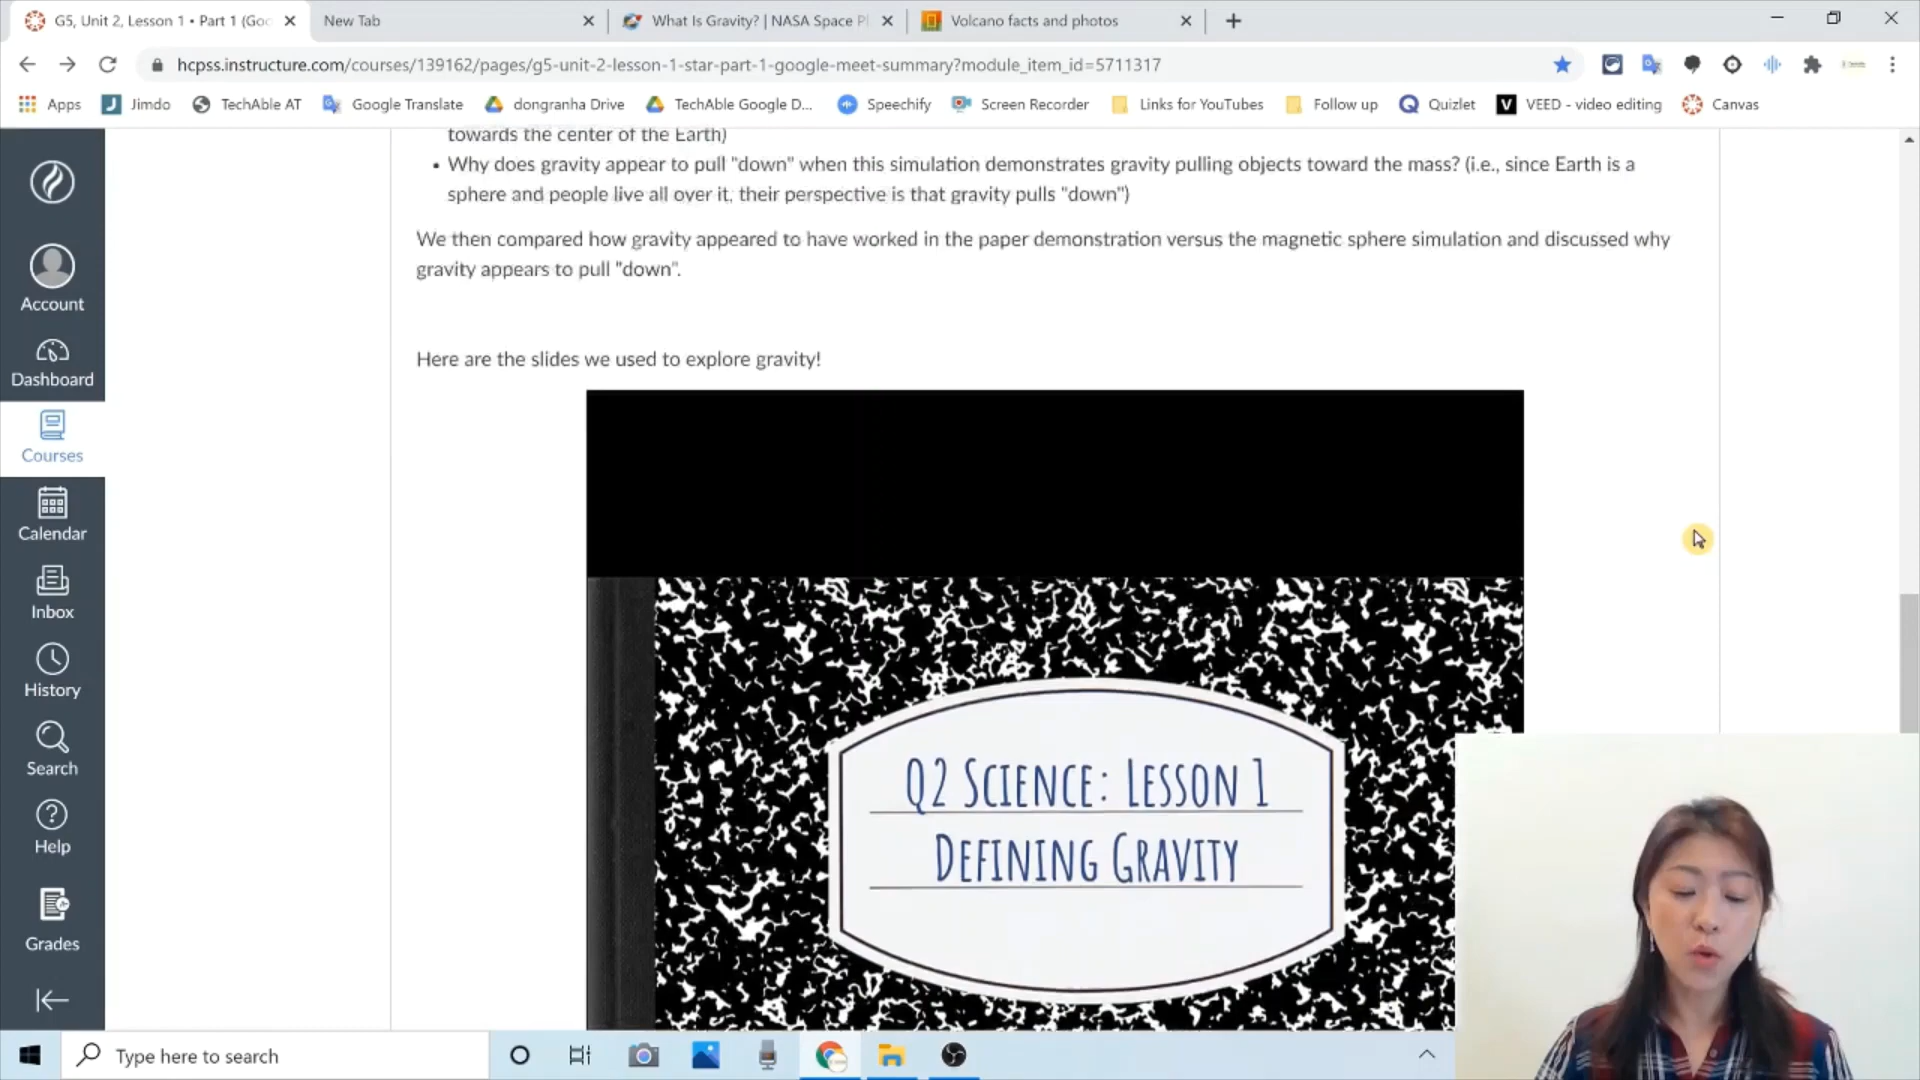 G5, Unit 2, Lesson 1 • Part 1 (Goo
New Tab
What Is Gravity? | NASA Space Pl
Volcano facts and photos
hcpss.instructure.com/courses/139162/pages/g5-unit-2-lesson-1-star-part-1-google-meet-summary?module_item_id=5711317
Apps Jimdo TechAble AT Google Translate dongranha Drive TechAble Google D... Speechify Screen Recorder Links for YouTubes Follow up Quizlet VEED - video editing Canvas
towards the center of the Earth)
• Why does gravity appear to pull "down" when this simulation demonstrates gravity pulling objects toward the mass? (i.e., since Earth is a
sphere and people live all over it, their perspective is that gravity pulls "down")
We then compared how gravity appeared to have worked in the paper demonstration versus the magnetic sphere simulation and discussed why
gravity appears to pull "down".
Here are the slides we used to explore gravity!
Account
Dashboard
Courses
Calendar
Inbox
History
Search
Help
Grades
Q2 Science: Lesson 1
Defining Gravity
Type here to search